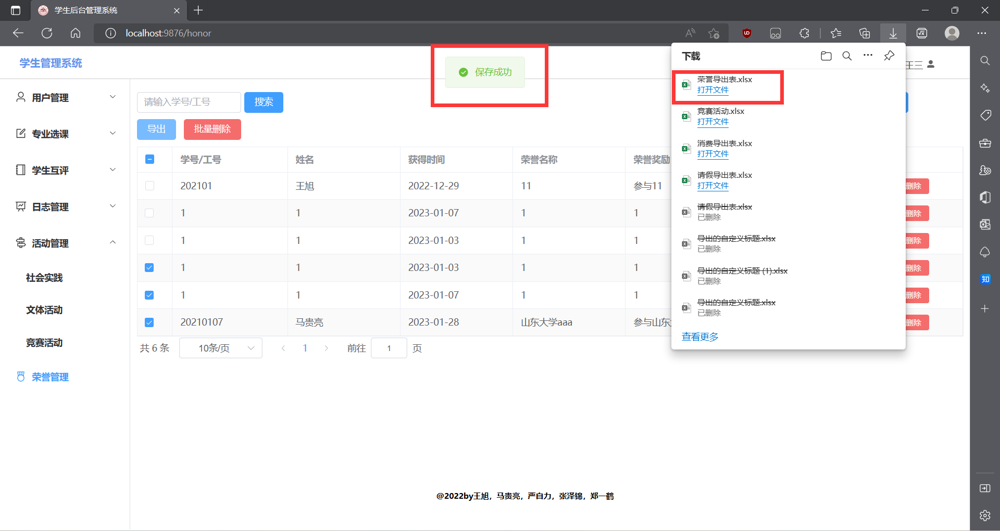 学生后台管理系统
localhost:9876/honor
学生管理系统
保存成功
王三
用户管理
专业选课
学生互评
日志管理
活动管理
社会实践
文体活动
竞赛活动
荣誉管理
请输入学号/工号
搜索
导出
批量删除
学号/工号 姓名 获得时间 荣誉名称 荣誉奖励
202101 王旭 2022-12-29 11 参与11 删除
1 1 2023-01-07 1 1 删除
1 1 2023-01-03 1 1 删除
1 1 2023-01-03 1 1 删除
1 1 2023-01-07 1 1 删除
20210107 马贵亮 2023-01-28 山东大学aaa 参与山东 删除
共 6 条 10条/页 1 前往 1 页
下载
荣誉导出表.xlsx
打开文件
竞赛活动.xlsx
打开文件
消费导出表.xlsx
打开文件
请假导出表.xlsx
打开文件
请假导出表.xlsx
已删除
导出的自定义标题.xlsx
已删除
导出的自定义标题 (1).xlsx
已删除
导出的自定义标题.xlsx
已删除
查看更多
知
@2022by王旭，马贵亮，严自力，张泽锦，郑一鹤